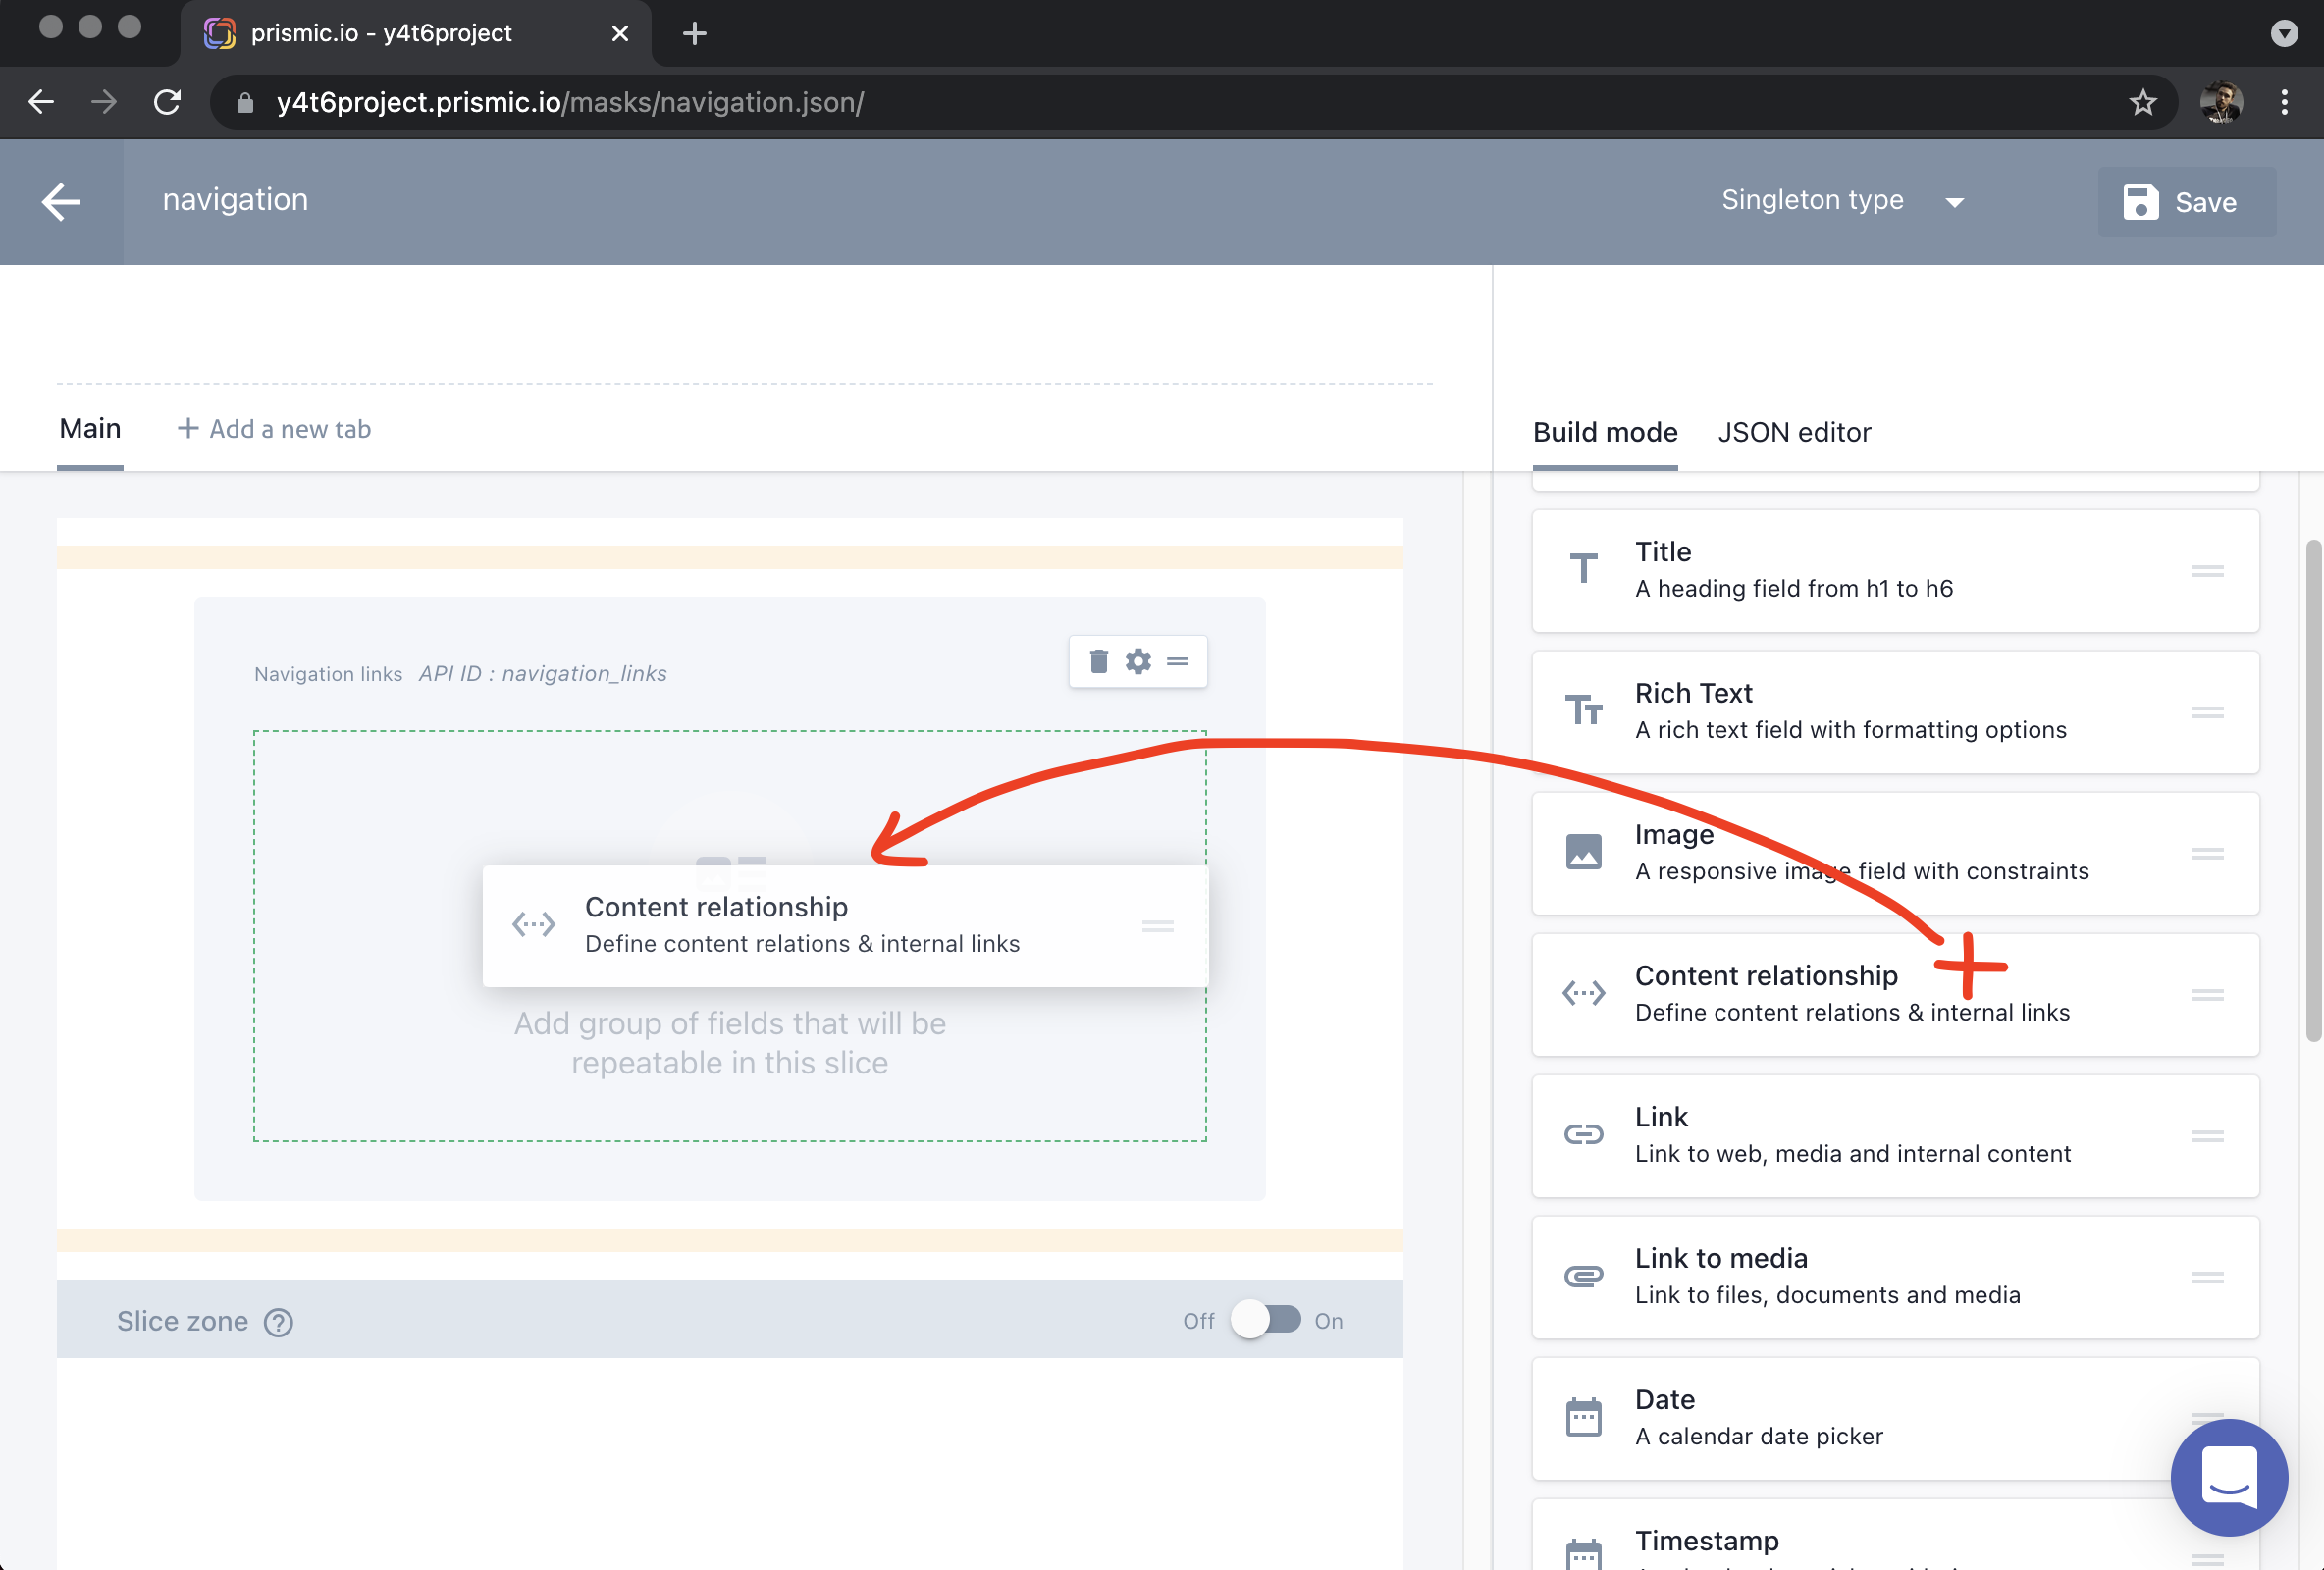 prismic.io - y4t6project
y4t6project.prismic.io/masks/navigation.json/
navigation
Singleton type
Save
Main
+ Add a new tab
Build mode
JSON editor
Navigation links API ID : navigation_links
Content relationship
Define content relations & internal links
Add group of fields that will be
repeatable in this slice
Slice zone
Off
On
Title
A heading field from h1 to h6
Rich Text
A rich text field with formatting options
Image
A responsive image field with constraints
Content relationship
Define content relations & internal links
Link
Link to web, media and internal content
Link to media
Link to files, documents and media
Date
A calendar date picker
Timestamp